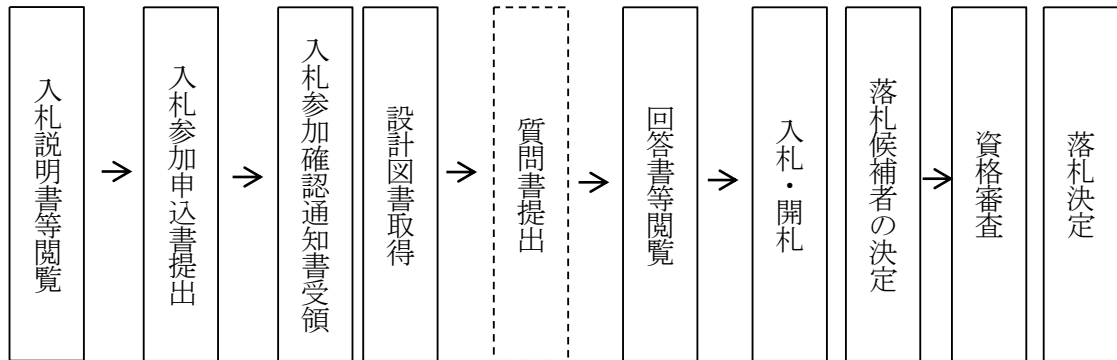 入札説明書等閲覧
入札参加申込書提出
入札参加確認通知書受領
設計図書取得
質問書提出
回答書等閲覧
入札・開札
落札候補者の決定
資格審査
落札決定